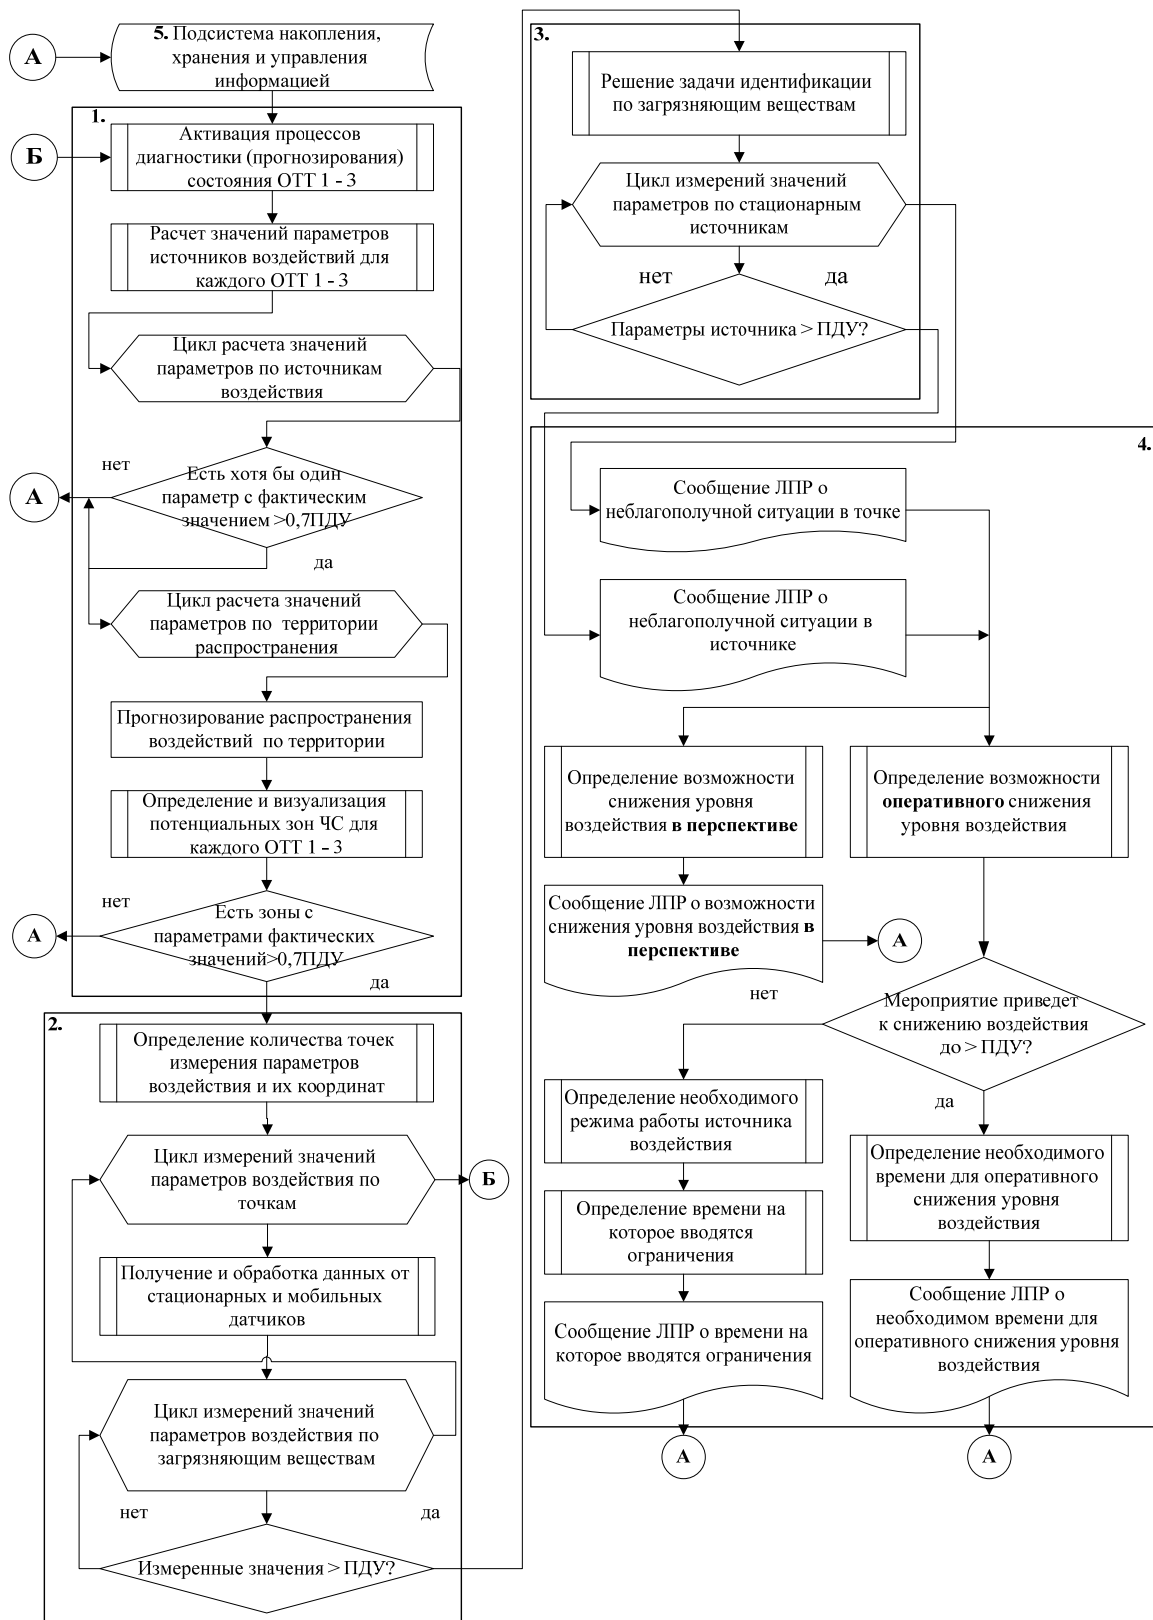 А
5. Подсистема накопления,
хранения и управления
информацией
1.
Б
Активация процессов
диагностики (прогнозирования)
состояния ОТТ 1 - 3
Расчет значений параметров
источников воздействий для
каждого ОТТ 1 - 3
Цикл расчета значений
параметров по источникам
воздействия
нет
А
Есть хотя бы один
параметр с фактическим
значением >0,7ПДУ
да
Цикл расчета значений
параметров по территории
распространения
Прогнозирование распространения
воздействий по территории
Определение и визуализация
потенциальных зон ЧС для
каждого ОТТ 1 - 3
нет
А
Есть зоны с
параметрами фактических
значений>0,7ПДУ
да
2.
Определение количества точек
измерения параметров
воздействия и их координат
Цикл измерений значений
параметров воздействия по
точкам
Б
Получение и обработка данных от
стационарных и мобильных
датчиков
Цикл измерений значений
параметров воздействия по
загрязняющим веществам
нет
да
Измеренные значения > ПДУ?
3.
Решение задачи идентификации
по загрязняющим веществам
Цикл измерений значений
параметров по стационарным
источникам
нет
да
Параметры источника > ПДУ?
4.
Сообщение ЛПР о
неблагополучной ситуации в точке
Сообщение ЛПР о
неблагополучной ситуации в
источнике
Определение возможности
снижения уровня
воздействия в перспективе
Определение возможности
оперативного снижения
уровня воздействия
Сообщение ЛПР о возможности
снижения уровня воздействия в
перспективе
А
нет
Мероприятие приведет
к снижению воздействия
до > ПДУ?
да
Определение необходимого
режима работы источника
воздействия
Определение времени на
которое вводятся
ограничения
Сообщение ЛПР о времени на
которое вводятся ограничения
А
Определение необходимого
времени для оперативного
снижения уровня
воздействия
Сообщение ЛПР о
необходимом времени для
оперативного снижения уровня
воздействия
А